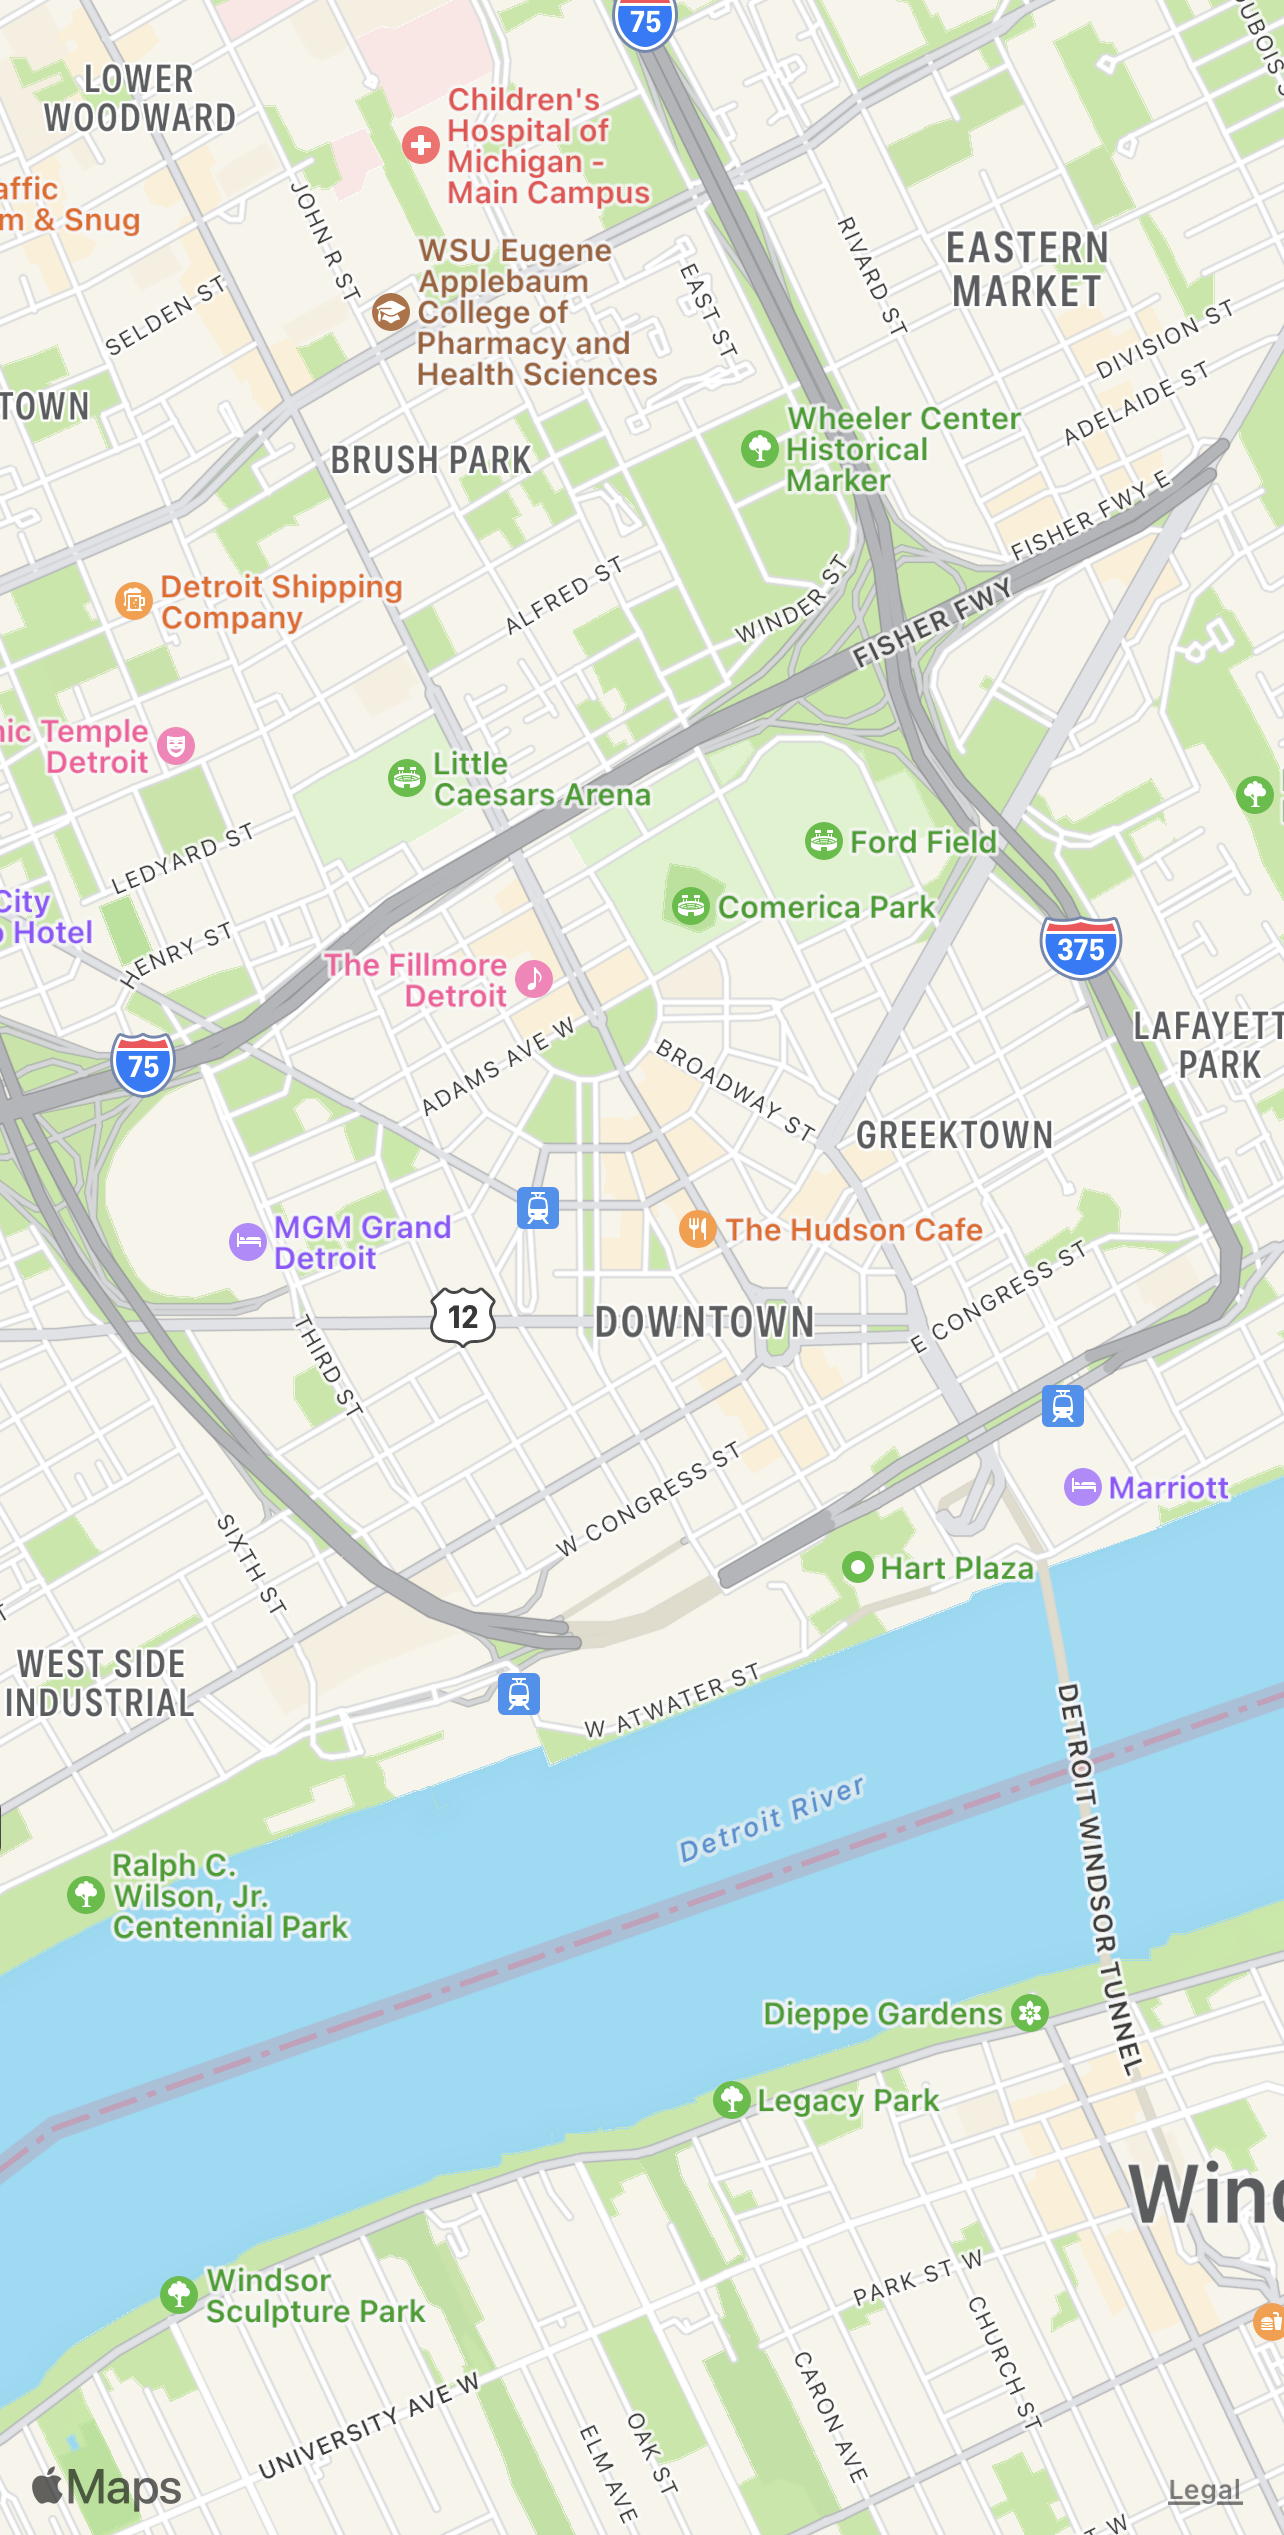 75
LOWER
WOODWARD
Children's
Hospital of
Michigan -
Main Campus
affic
m & Snug
JOHN R ST
WSU Eugene
Applebaum
College of
Pharmacy and
Health Sciences
EAST ST
RIVARD ST
EASTERN
MARKET
SELDEN ST
DIVISION ST
ADELAIDE ST
TOWN
BRUSH PARK
Wheeler Center
Historical
Marker
FISHER FWY E
Detroit Shipping
Company
ALFRED ST
WINDER ST
FISHER FWY
nic Temple
Detroit
Little
Caesars Arena
LEDYARD ST
Ford Field
City
Hotel
Comerica Park
HENRY ST
375
The Fillmore
Detroit
75
ADAMS AVE W
BROADWAY ST
LAFAYETT
PARK
GREEKTOWN
MGM Grand
Detroit
The Hudson Cafe
E CONGRESS ST
12
DOWNTOWN
THIRD ST
Marriott
W CONGRESS ST
SIXTH ST
Hart Plaza
WEST SIDE
INDUSTRIAL
W ATWATER ST
DETROIT WINDSOR TUNNEL
Detroit River
Ralph C.
Wilson, Jr.
Centennial Park
Dieppe Gardens
Legacy Park
Wind
Windsor
Sculpture Park
PARK ST W
CHURCH ST
UNIVERSITY AVE W
CARON AVE
OAK ST
ELM AVE
Maps
Legal
T W